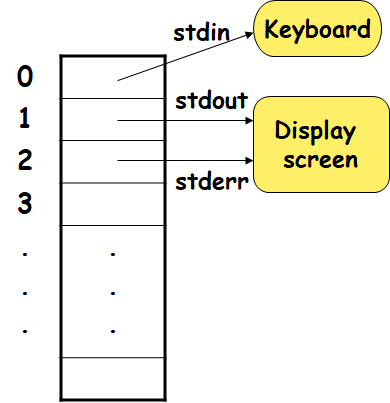 stdin
Keyboard
0
1
stdout
Display
screen
2
stderr
3
. .
. .
. .